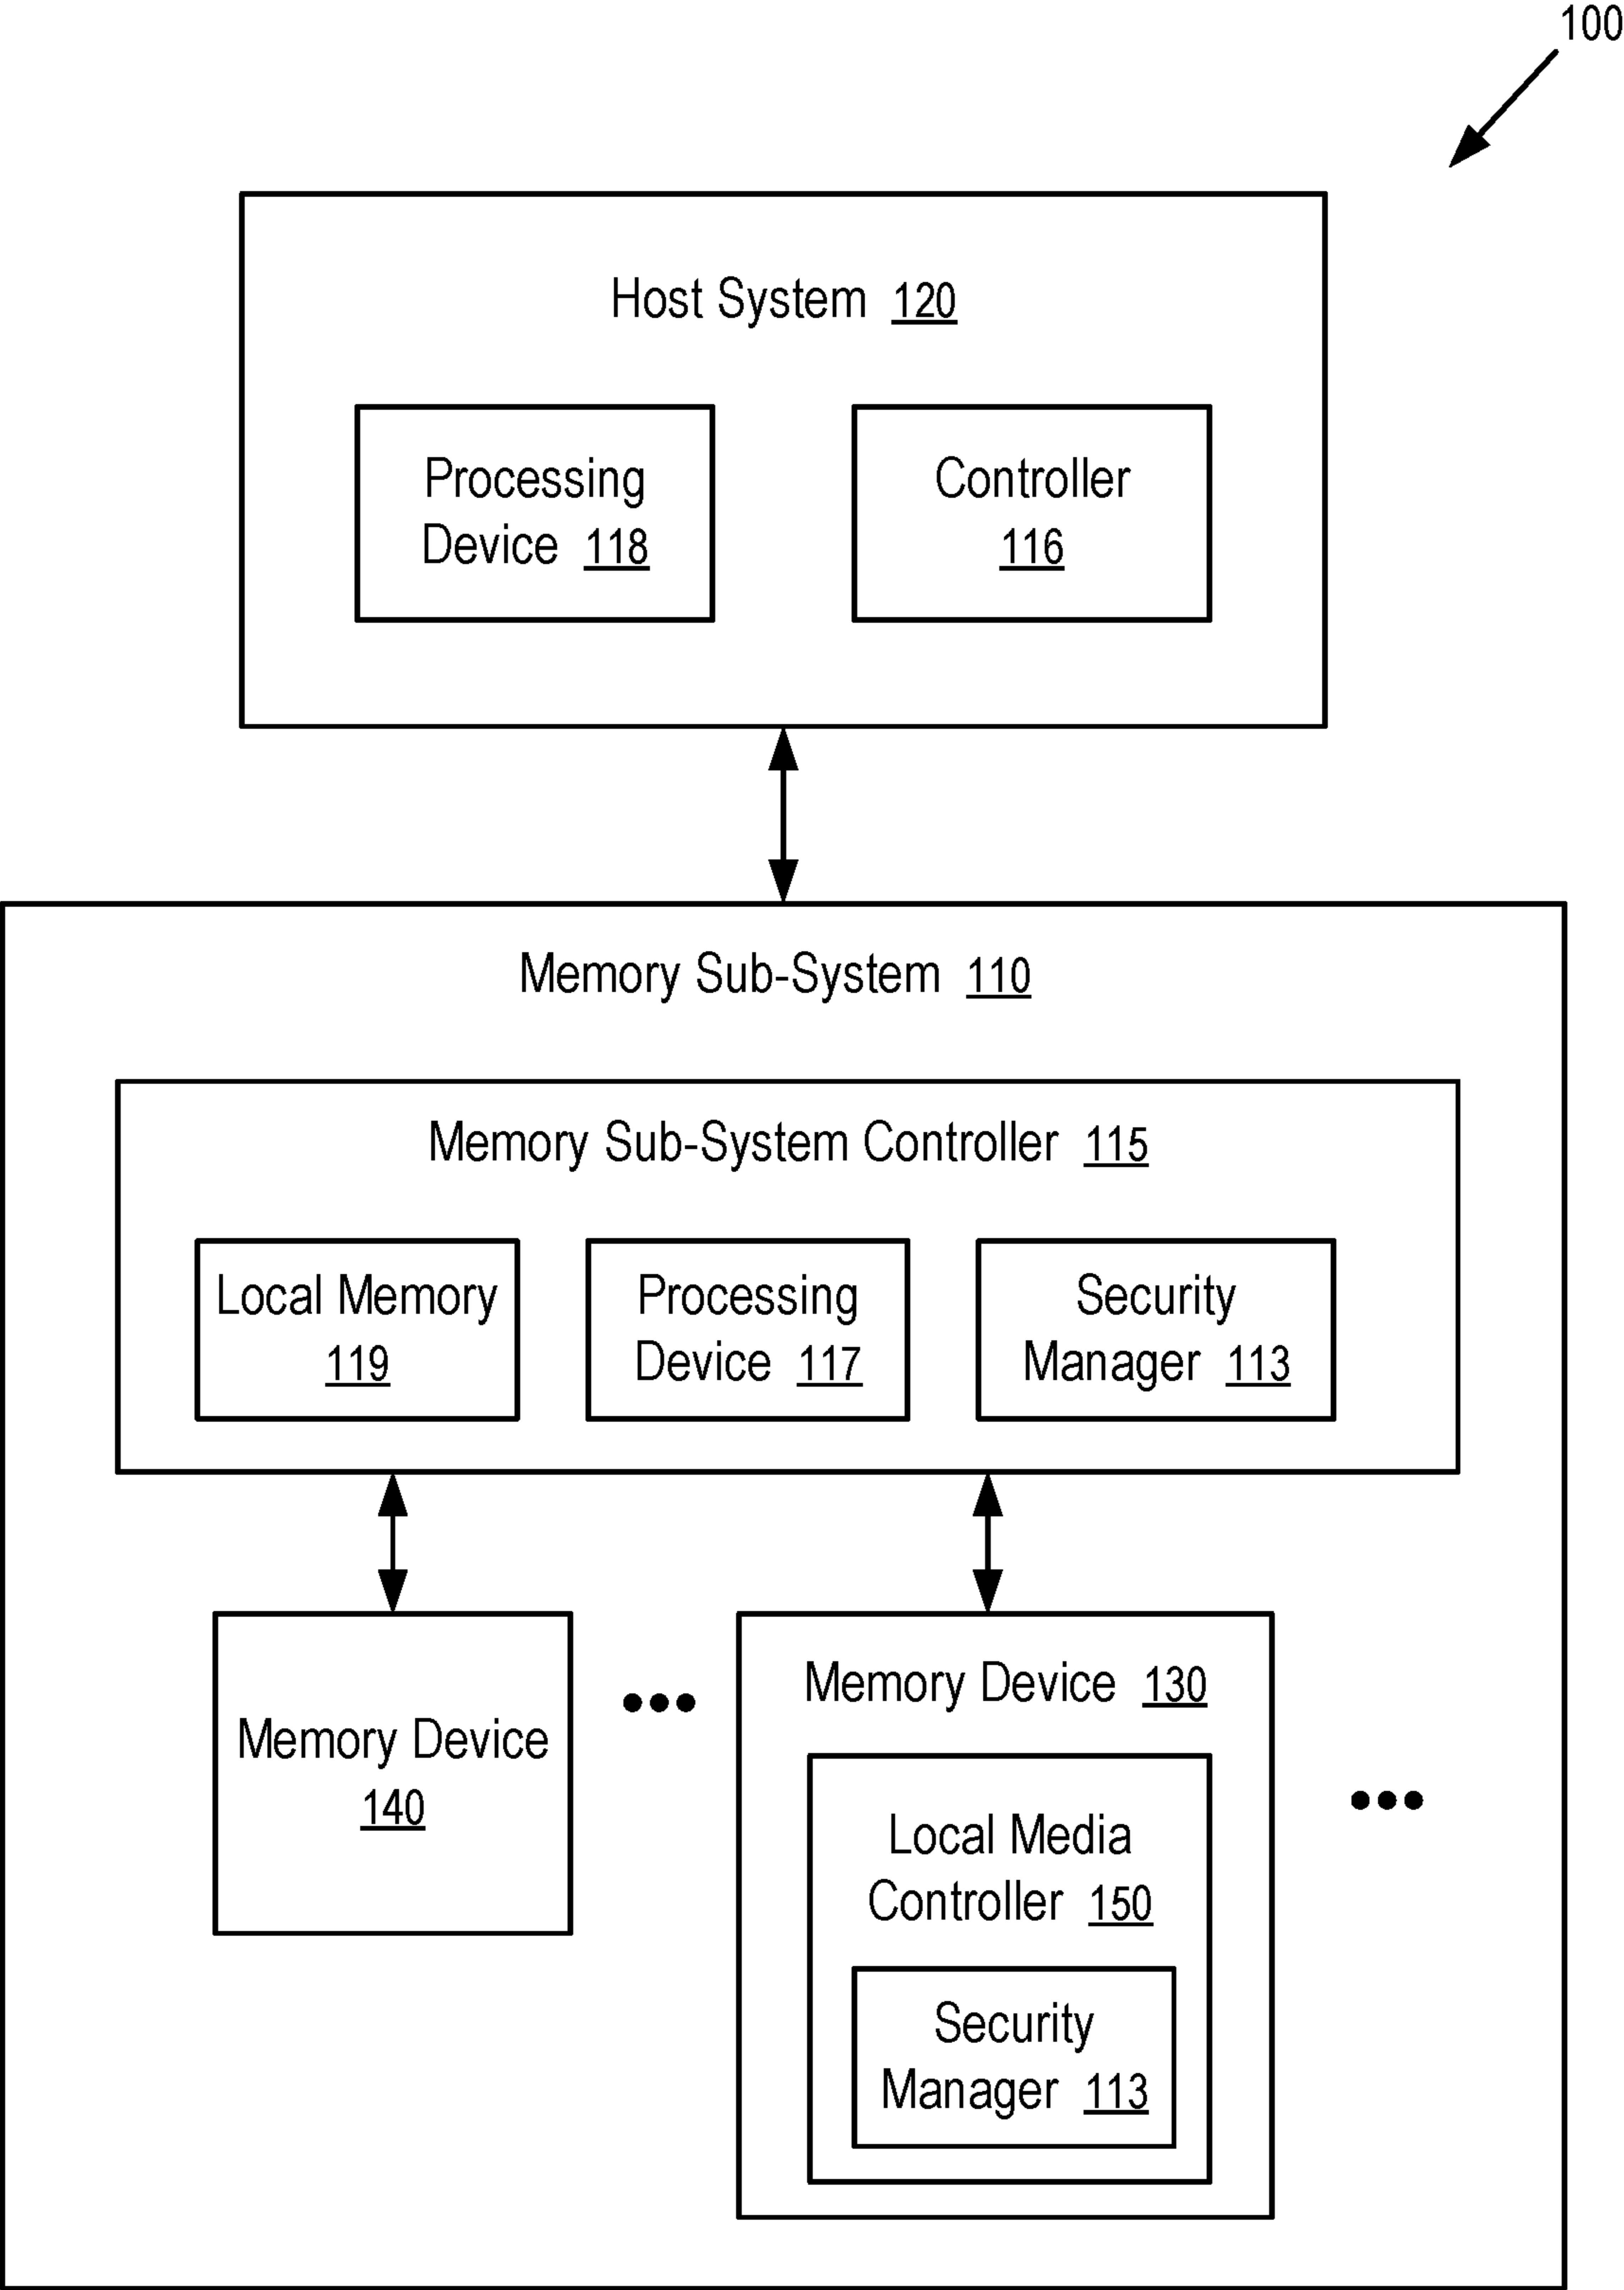 100
Host System 120
Processing
Device 118
Controller
116
Memory Sub-System 110
Memory Sub-System Controller 115
Local Memory
119
Processing
Device 117
Security
Manager 113
Memory Device
140
Memory Device 130
Local Media
Controller 150
Security
Manager 113